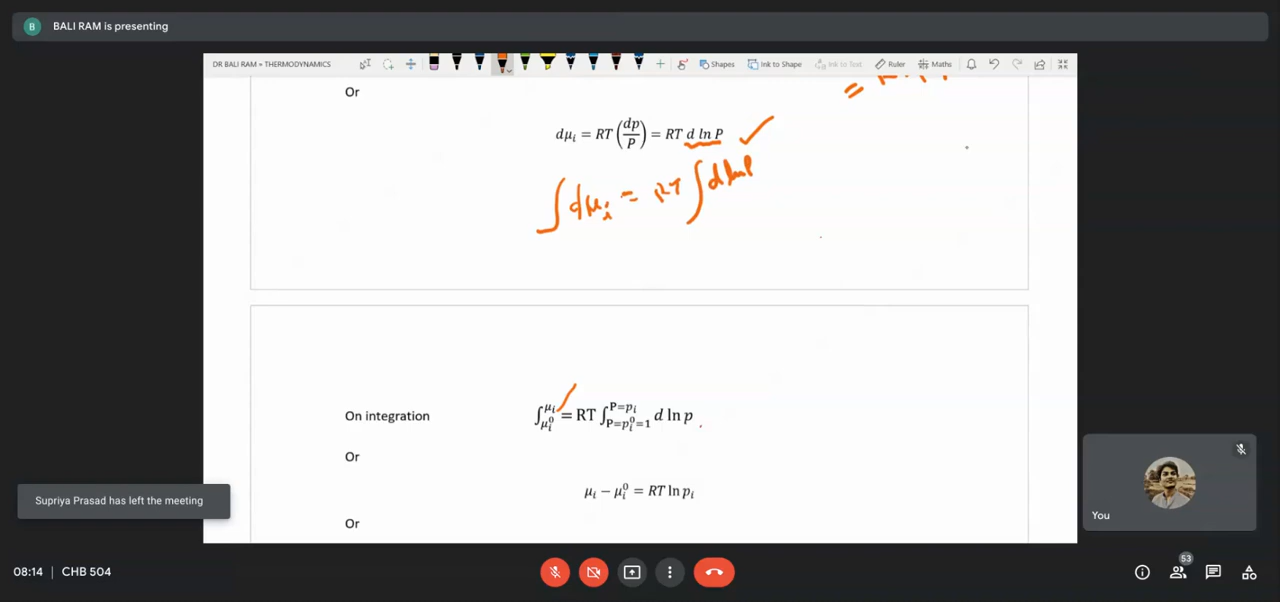 B BALI RAM is presenting
DR BALI RAM = THERMODYNAMICS
Shapes Ink to Shape Ink to Text Ruler Maths
Or
=
dμᵢ = RT (dp/P) = RT d ln P ✓
∫dμᵢ = RT ∫d ln P
On integration ∫_{μᵢ⁰}^{μᵢ} = RT ∫_{P=pᵢ⁰=1}^{P=pᵢ} d ln p
Or
μᵢ − μᵢ⁰ = RT ln pᵢ
Or
Supriya Prasad has left the meeting
You
08:14 | CHB 504
53